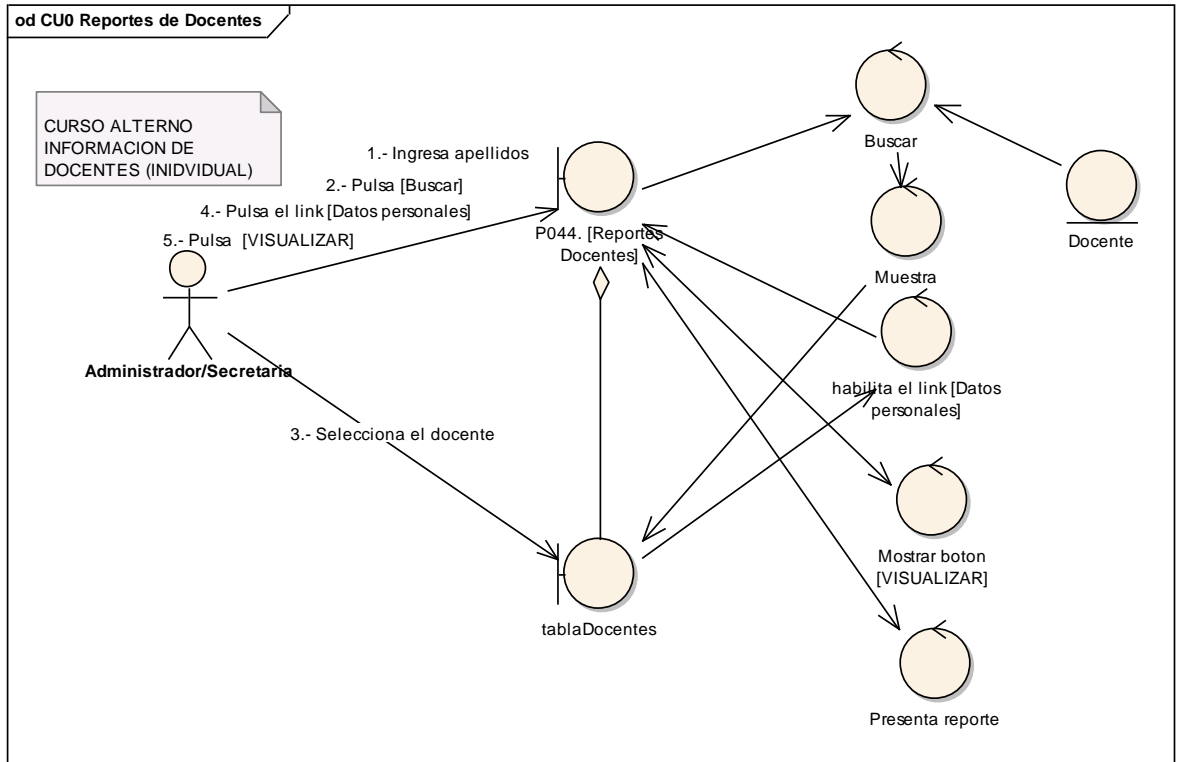 od CU0 Reportes de Docentes
CURSO ALTERNO
INFORMACION DE
DOCENTES (INIDVIDUAL)
1.- Ingresa apellidos
2.- Pulsa [Buscar]
4.- Pulsa el link [Datos personales]
5.- Pulsa [VISUALIZAR]
Administrador/Secretaria
3.- Selecciona el docente
P044. [Reportes
Docentes]
tablaDocentes
Buscar
Docente
Muestra
habilita el link [Datos
personales]
Mostrar boton
[VISUALIZAR]
Presenta reporte